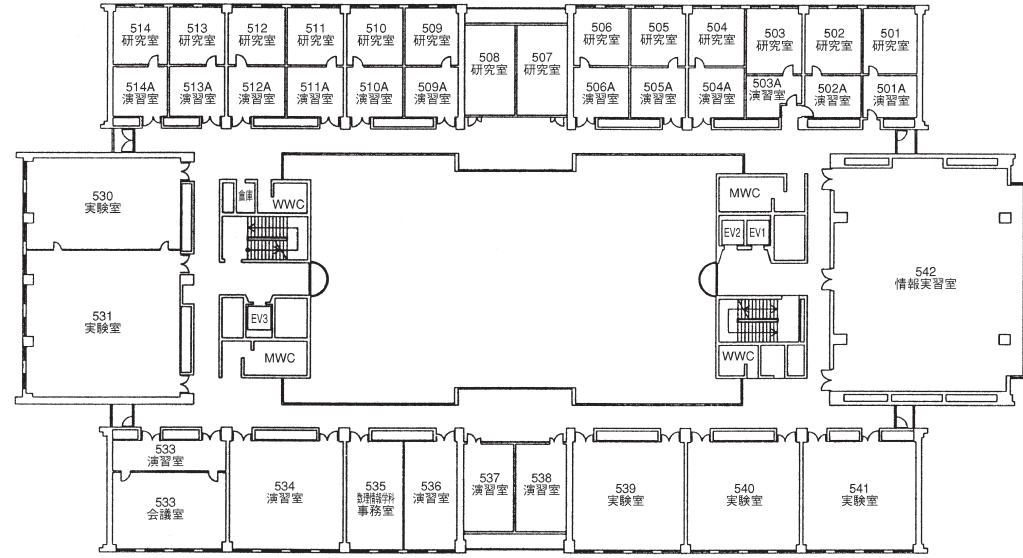 514
研究室
513
研究室
512
研究室
511
研究室
510
研究室
509
研究室
508
研究室
507
研究室
506
研究室
505
研究室
504
研究室
503
研究室
502
研究室
501
研究室
514A
演習室
513A
演習室
512A
演習室
511A
演習室
510A
演習室
509A
演習室
506A
演習室
505A
演習室
504A
演習室
503A
演習室
502A
演習室
501A
演習室
530
実験室
倉庫
WWC
MWC
EV2
EV1
542
情報実習室
531
実験室
EV3
MWC
WWC
533
演習室
533
会議室
534
演習室
535
数理情報学科
事務室
536
演習室
537
演習室
538
演習室
539
実験室
540
実験室
541
実験室